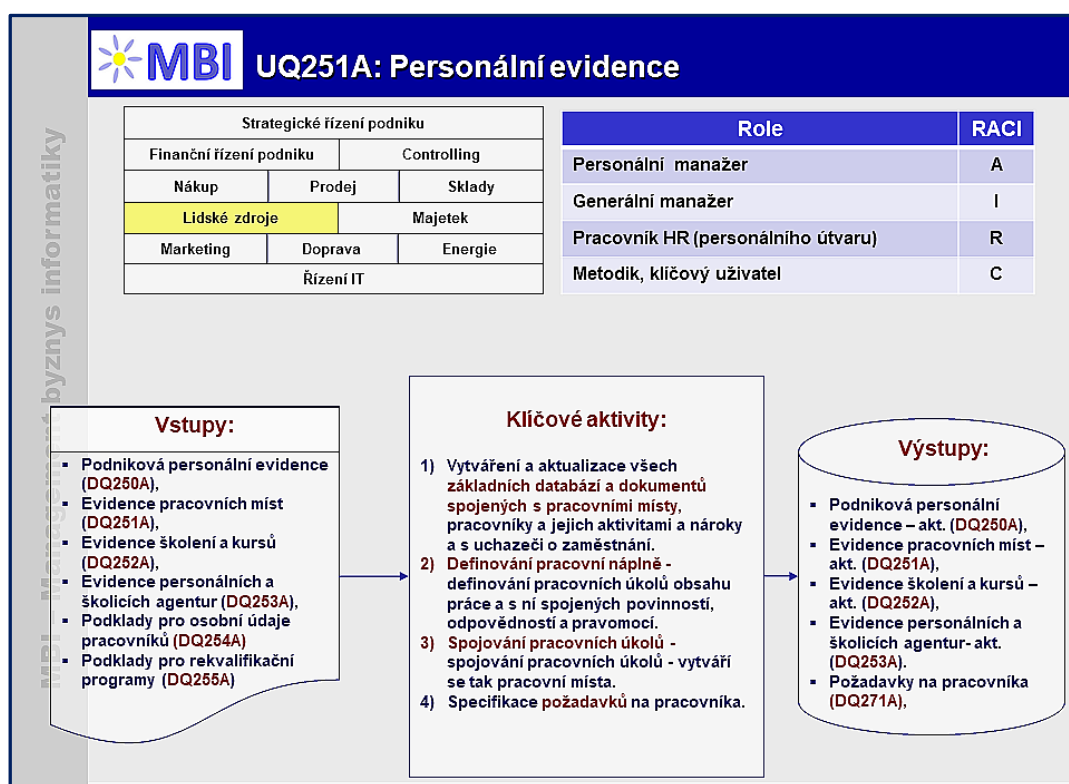 MBI
UQ251A: Personální evidence
MBI – Management byznys informatiky
Strategické řízení podniku
Finanční řízení podniku
Controlling
Nákup
Prodej
Sklady
Lidské zdroje
Majetek
Marketing
Doprava
Energie
Řízení IT
Role
RACI
Personální manažer
A
Generální manažer
I
Pracovník HR (personálního útvaru)
R
Metodik, klíčový uživatel
C
Vstupy:
▪ Podniková personální evidence
(DQ250A),
▪ Evidence pracovních míst
(DQ251A),
▪ Evidence školení a kursů
(DQ252A),
▪ Evidence personálních a
školicích agentur (DQ253A),
▪ Podklady pro osobní údaje
pracovníků (DQ254A)
▪ Podklady pro rekvalifikační
programy (DQ255A)
Klíčové aktivity:
1) Vytváření a aktualizace všech
základních databází a dokumentů
spojených s pracovními místy,
pracovníky a jejich aktivitami a nároky
a s uchazeči o zaměstnání.
2) Definování pracovní náplně -
definování pracovních úkolů obsahu
práce a s ní spojených povinností,
odpovědností a pravomocí.
3) Spojování pracovních úkolů -
spojování pracovních úkolů - vytváří
se tak pracovní místa.
4) Specifikace požadavků na pracovníka.
Výstupy:
▪ Podniková personální
evidence – akt. (DQ250A),
▪ Evidence pracovních míst –
akt. (DQ251A),
▪ Evidence školení a kursů –
akt. (DQ252A),
▪ Evidence personálních a
školicích agentur- akt.
(DQ253A).
▪ Požadavky na pracovníka
(DQ271A),